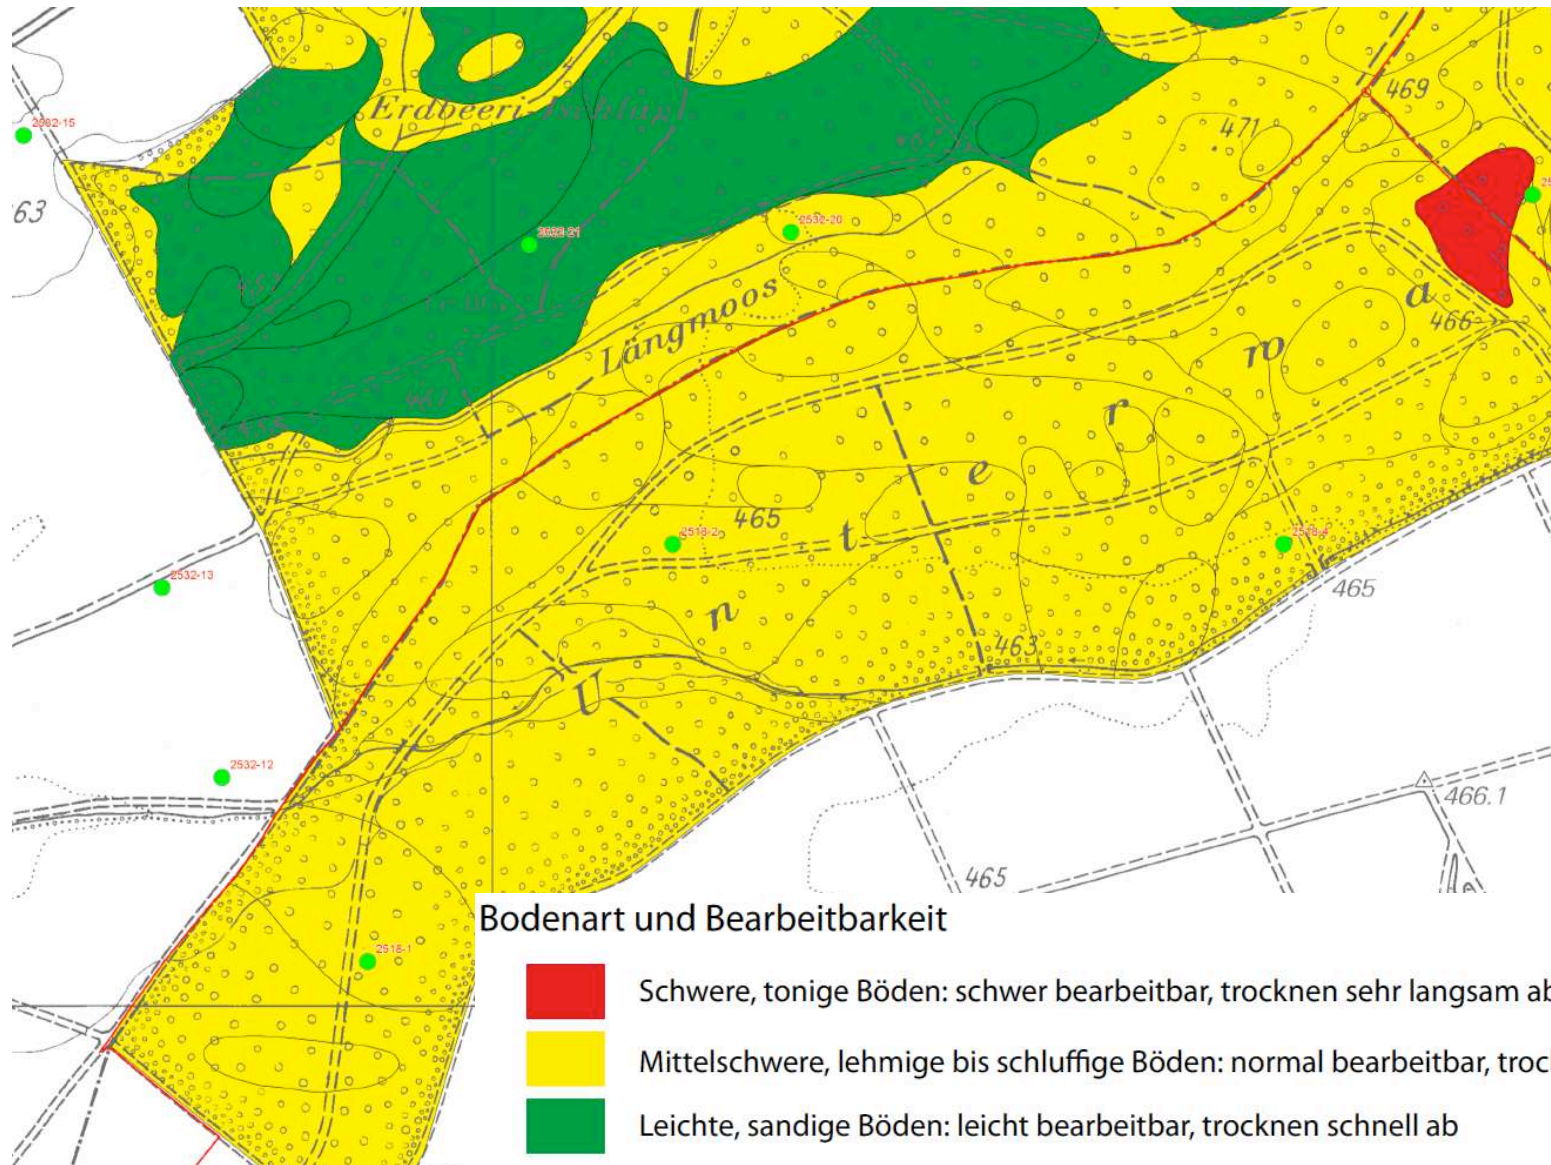 469
2532-15
Erdbeeri
471
63
2532-20
2532-21
Längmoos
a
466
ro
r
e
465
2518-2
t
2518-4
2532-13
465
n
463
U
2532-12
466.1
465
2518-1
Bodenart und Bearbeitbarkeit
Schwere, tonige Böden: schwer bearbeitbar, trocknen sehr langsam ab
Mittelschwere, lehmige bis schluffige Böden: normal bearbeitbar, troc
Leichte, sandige Böden: leicht bearbeitbar, trocknen schnell ab